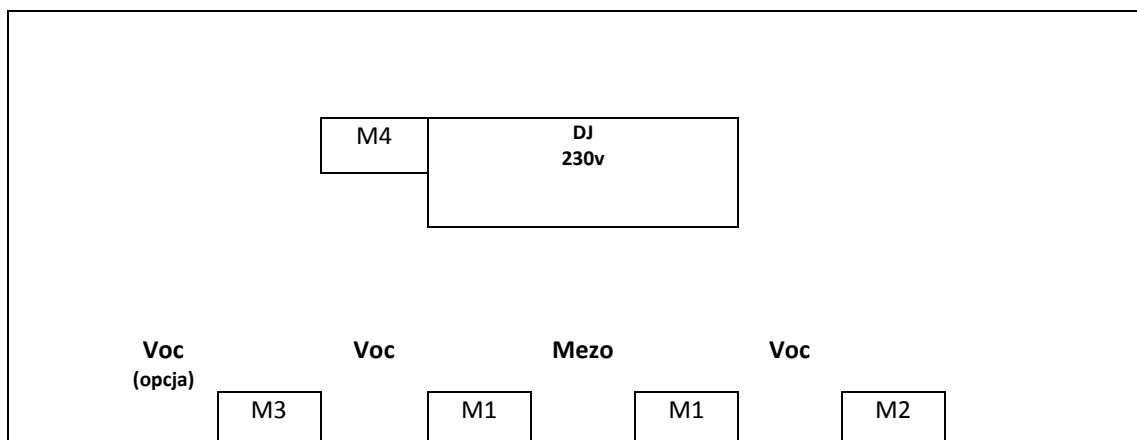 M4 DJ
230v
Voc Voc Mezo Voc
(opcja)
M3 M1 M1 M2